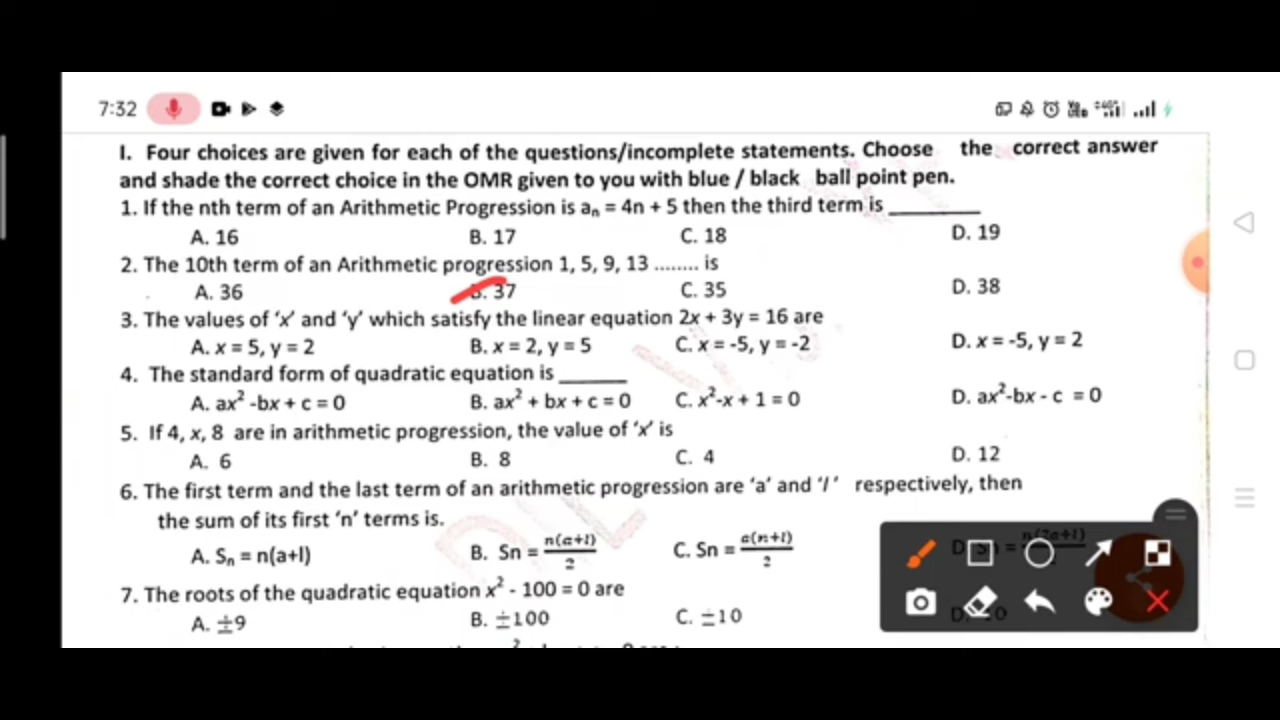 7:32
I. Four choices are given for each of the questions/incomplete statements. Choose the correct answer
and shade the correct choice in the OMR given to you with blue / black ball point pen.
1. If the nth term of an Arithmetic Progression is aₙ = 4n + 5 then the third term is ________
A. 16 B. 17 C. 18 D. 19
2. The 10th term of an Arithmetic progression 1, 5, 9, 13 ........ is
A. 36 B. 37 C. 35 D. 38
3. The values of ‘x’ and ‘y’ which satisfy the linear equation 2x + 3y = 16 are
A. x = 5, y = 2 B. x = 2, y = 5 C. x = -5, y = -2 D. x = -5, y = 2
4. The standard form of quadratic equation is ______
A. ax² -bx + c = 0 B. ax² + bx + c = 0 C. x²-x + 1 = 0 D. ax²-bx - c = 0
5. If 4, x, 8 are in arithmetic progression, the value of ‘x’ is
A. 6 B. 8 C. 4 D. 12
6. The first term and the last term of an arithmetic progression are ‘a’ and ‘l’ respectively, then
the sum of its first ‘n’ terms is.
A. Sₙ = n(a+l) B. Sn = n(a+l)/2 C. Sn = a(n+l)/2
7. The roots of the quadratic equation x² - 100 = 0 are
A. ±9 B. ±100 C. ±10